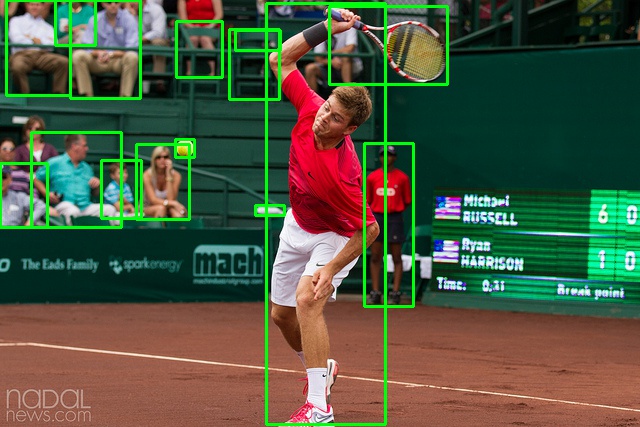 Michael
RUSSELL 6 0
Ryan
HARRISON 1 0
Time: 0:31 Break point
O The Eads Family sparkenergy mach
machindustrial.com
NADAL
news.com